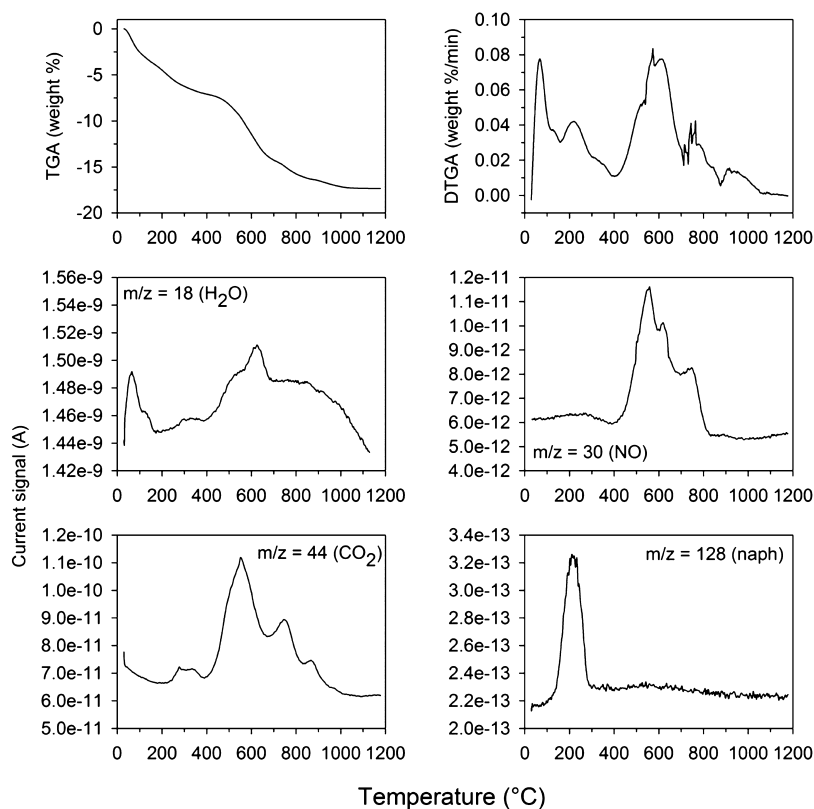 TGA (weight %)
0
-5
-10
-15
-20
0 200 400 600 800 1000 1200
DTGA (weight %/min)
0.10
0.08
0.06
0.04
0.02
0.00
0 200 400 600 800 1000 1200
Current signal (A)
m/z = 18 (H2O)
1.56e-9
1.54e-9
1.52e-9
1.50e-9
1.48e-9
1.46e-9
1.44e-9
1.42e-9
0 200 400 600 800 1000 1200
m/z = 30 (NO)
1.2e-11
1.1e-11
1.0e-11
9.0e-12
8.0e-12
7.0e-12
6.0e-12
5.0e-12
4.0e-12
0 200 400 600 800 1000 1200
m/z = 44 (CO2)
1.2e-10
1.1e-10
1.0e-10
9.0e-11
8.0e-11
7.0e-11
6.0e-11
5.0e-11
0 200 400 600 800 1000 1200
m/z = 128 (naph)
3.4e-13
3.2e-13
3.0e-13
2.8e-13
2.6e-13
2.4e-13
2.2e-13
2.0e-13
0 200 400 600 800 1000 1200
Temperature (°C)